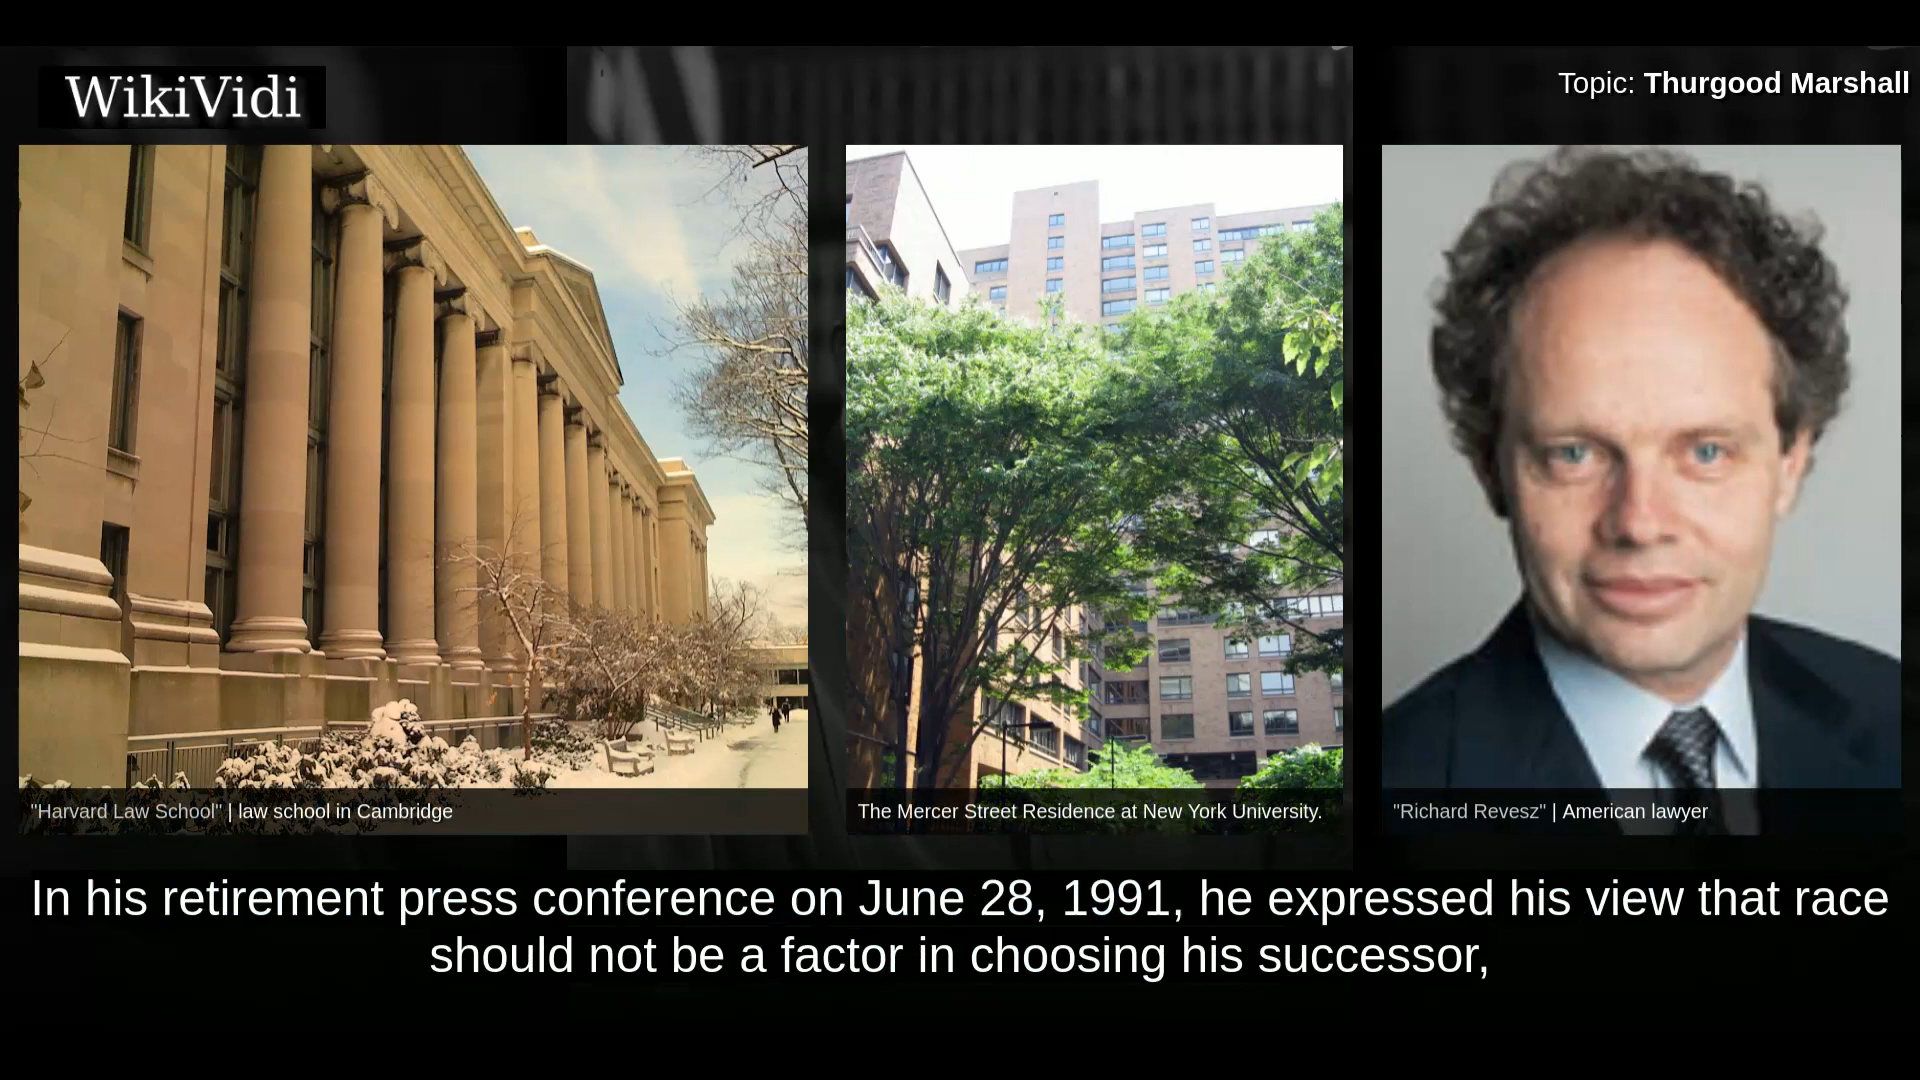 WikiVidi
Topic: Thurgood Marshall
"Harvard Law School" | law school in Cambridge
The Mercer Street Residence at New York University.
"Richard Revesz" | American lawyer
In his retirement press conference on June 28, 1991, he expressed his view that race
should not be a factor in choosing his successor,